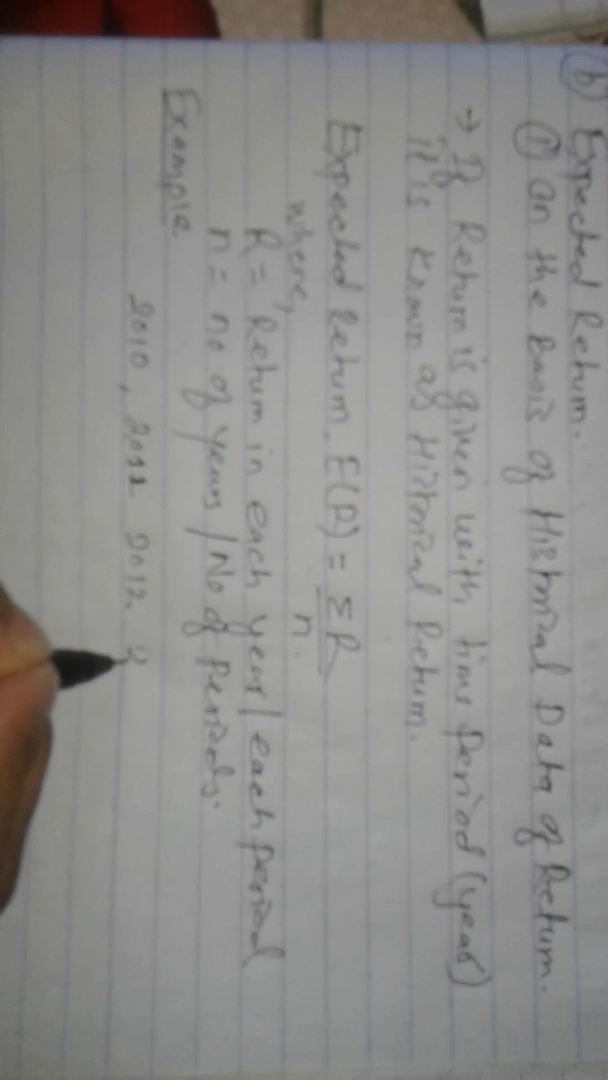 (b) Expected Return.
(1) on the Basis of Historical Data of Return.
→ If Return is given with time Period (year)
it is known as Historical Return.
Expected Return, E(R) = ΣR
n.
where,
R = Return in each year / each period
n = no of years / No of Periods.
Example
2010, 2011 2012 2